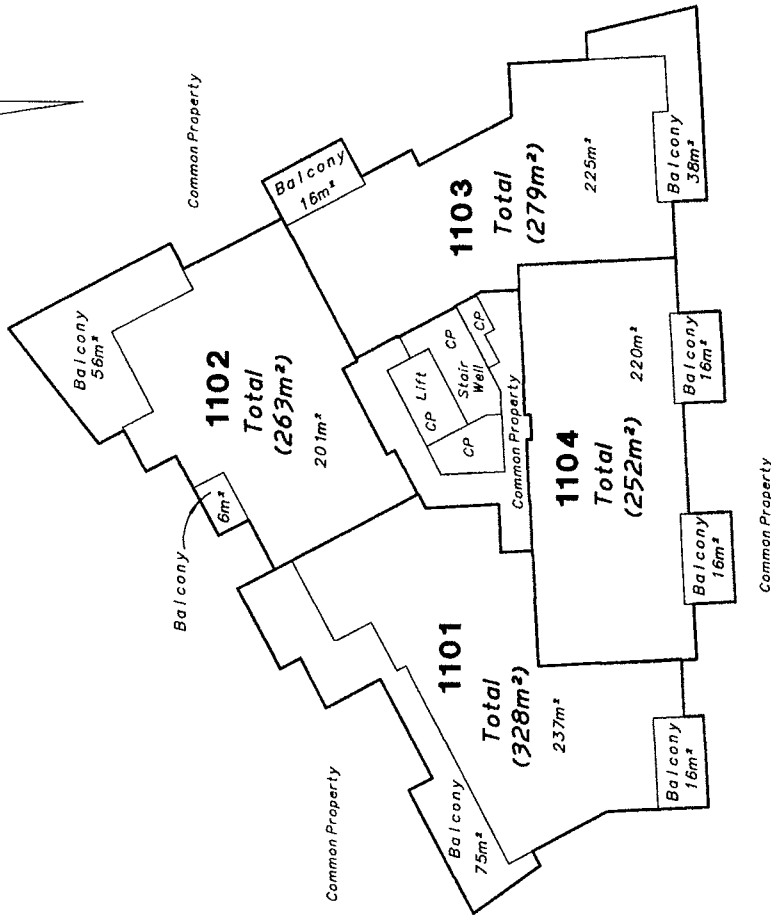 Common Property
Balcony
16m²
Balcony
56m²
1102
Total
(263m²)
201m²
Balcony
6m²
1103
Total
(279m²)
225m²
Balcony
38m²
CP
Lift
CP
Stair
Well
CP
CP
Common Property
1104
Total
(252m²)
220m²
Balcony
16m²
Balcony
16m²
Common Property
1101
Total
(328m²)
237m²
Balcony
75m²
Balcony
16m²
Common Property